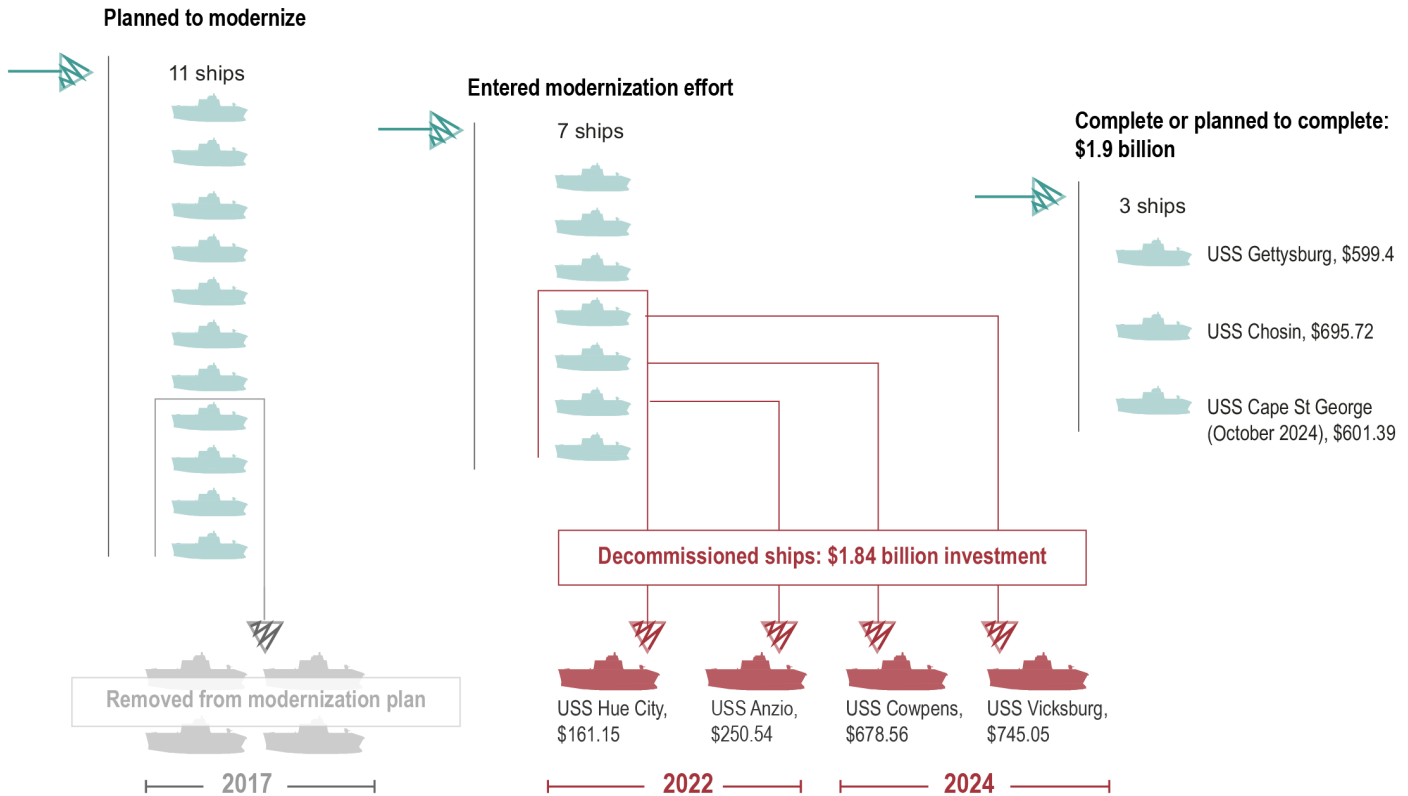 Planned to modernize
11 ships
Entered modernization effort
7 ships
Complete or planned to complete:
$1.9 billion
3 ships
USS Gettysburg, $599.4
USS Chosin, $695.72
USS Cape St George
(October 2024), $601.39
Decommissioned ships: $1.84 billion investment
Removed from modernization plan
USS Hue City,
$161.15
USS Anzio,
$250.54
USS Cowpens,
$678.56
USS Vicksburg,
$745.05
2017
2022
2024